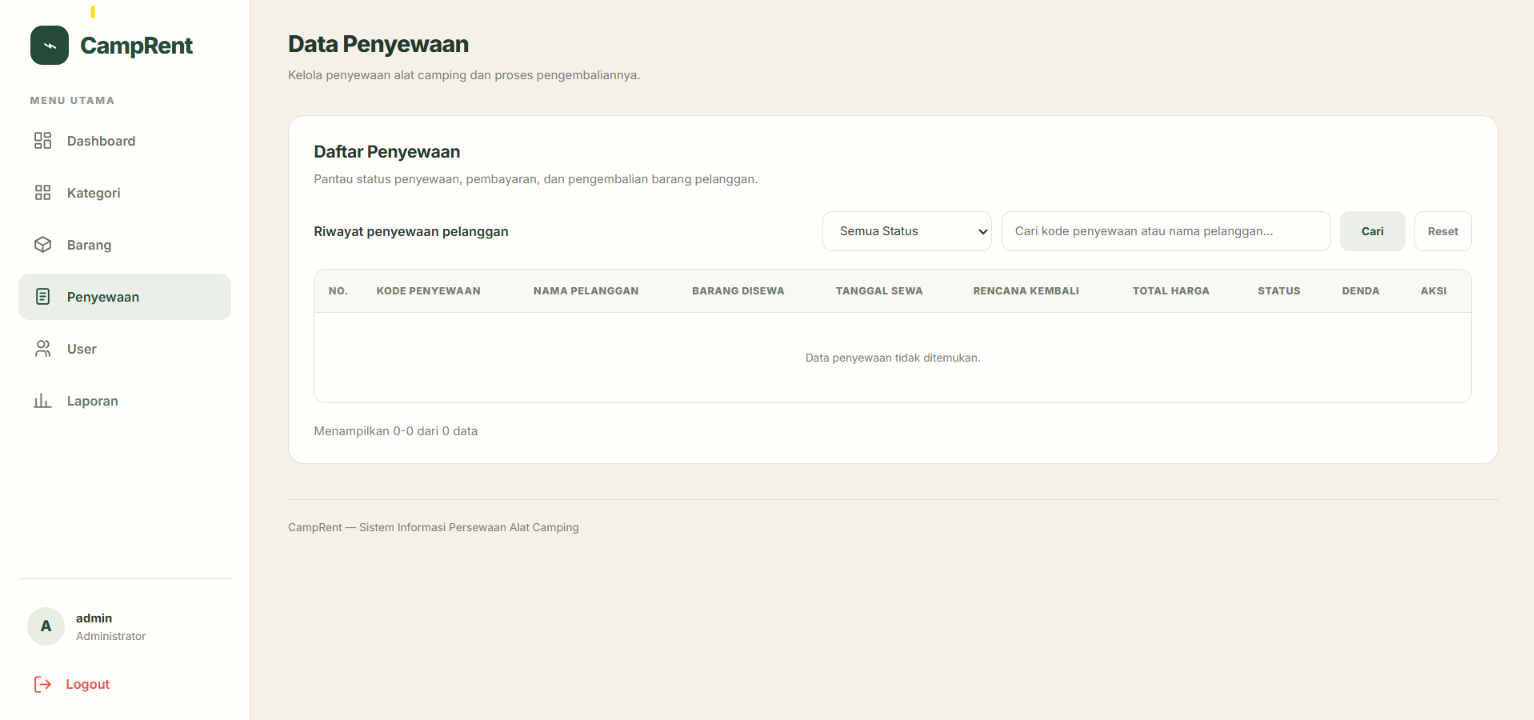 CampRent
MENU UTAMA
Dashboard
Kategori
Barang
Penyewaan
User
Laporan
A
admin
Administrator
Logout
Data Penyewaan
Kelola penyewaan alat camping dan proses pengembaliannya.
Daftar Penyewaan
Pantau status penyewaan, pembayaran, dan pengembalian barang pelanggan.
Riwayat penyewaan pelanggan Semua Status Cari kode penyewaan atau nama pelanggan... Cari Reset
NO. KODE PENYEWAAN NAMA PELANGGAN BARANG DISEWA TANGGAL SEWA RENCANA KEMBALI TOTAL HARGA STATUS DENDA AKSI
Data penyewaan tidak ditemukan.
Menampilkan 0-0 dari 0 data
CampRent — Sistem Informasi Persewaan Alat Camping